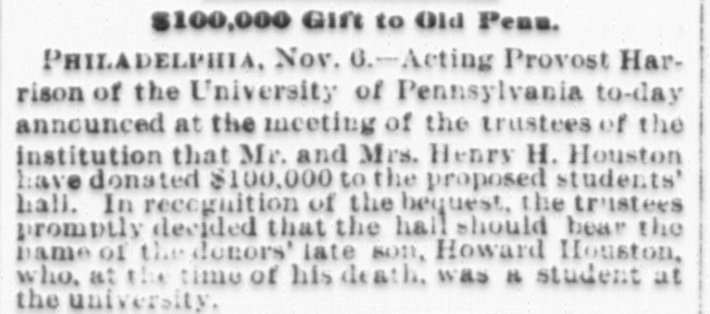 $100,000 Gift to Old Penn.
PHILADELPHIA, Nov. 6.—Acting Provost Har-
rison of the University of Pennsylvania to-day
announced at the meeting of the trustees of the
institution that Mr. and Mrs. Henry H. Houston
have donated $100,000 to the proposed students'
hall. In recognition of the bequest, the trustees
promptly decided that the hall should bear the
name of the donors' late son, Howard Houston,
who, at the time of his death, was a student at
the university.